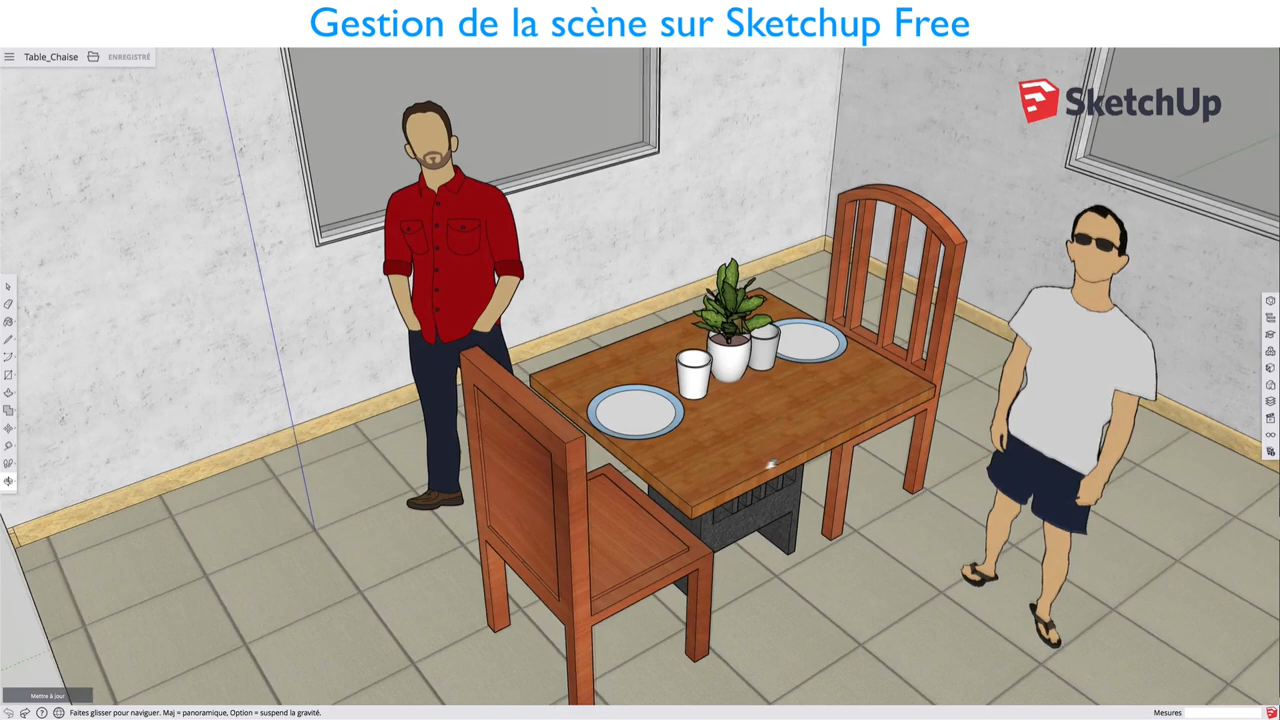 Gestion de la scène sur Sketchup Free
Table_Chaise ENREGISTRÉ
SketchUp
Mettre à jour
Faites glisser pour naviguer. Maj = panoramique, Option = suspend la gravité.
Mesures